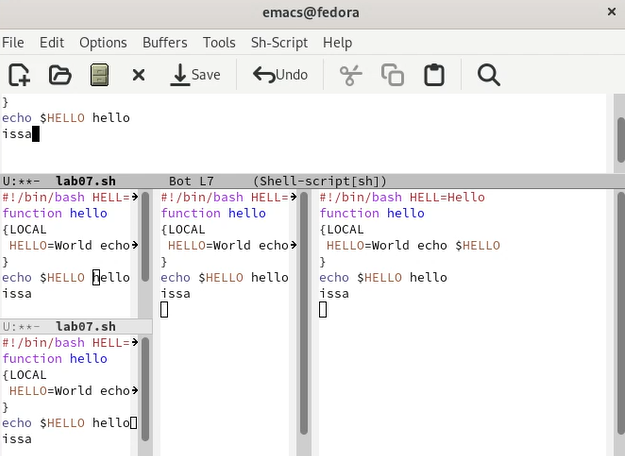 emacs@fedora
File Edit Options Buffers Tools Sh-Script Help
Save Undo
}
echo $HELLO hello
issa
U:**- lab07.sh Bot L7 (Shell-script[sh])
#!/bin/bash HELL=
function hello
{LOCAL
HELLO=World echo
}
echo $HELLO hello
issa
U:**- lab07.sh
#!/bin/bash HELL=
function hello
{LOCAL
HELLO=World echo
}
echo $HELLO hello
issa
#!/bin/bash HELL=
function hello
{LOCAL
HELLO=World echo
}
echo $HELLO hello
issa
#!/bin/bash HELL=Hello
function hello
{LOCAL
HELLO=World echo $HELLO
}
echo $HELLO hello
issa